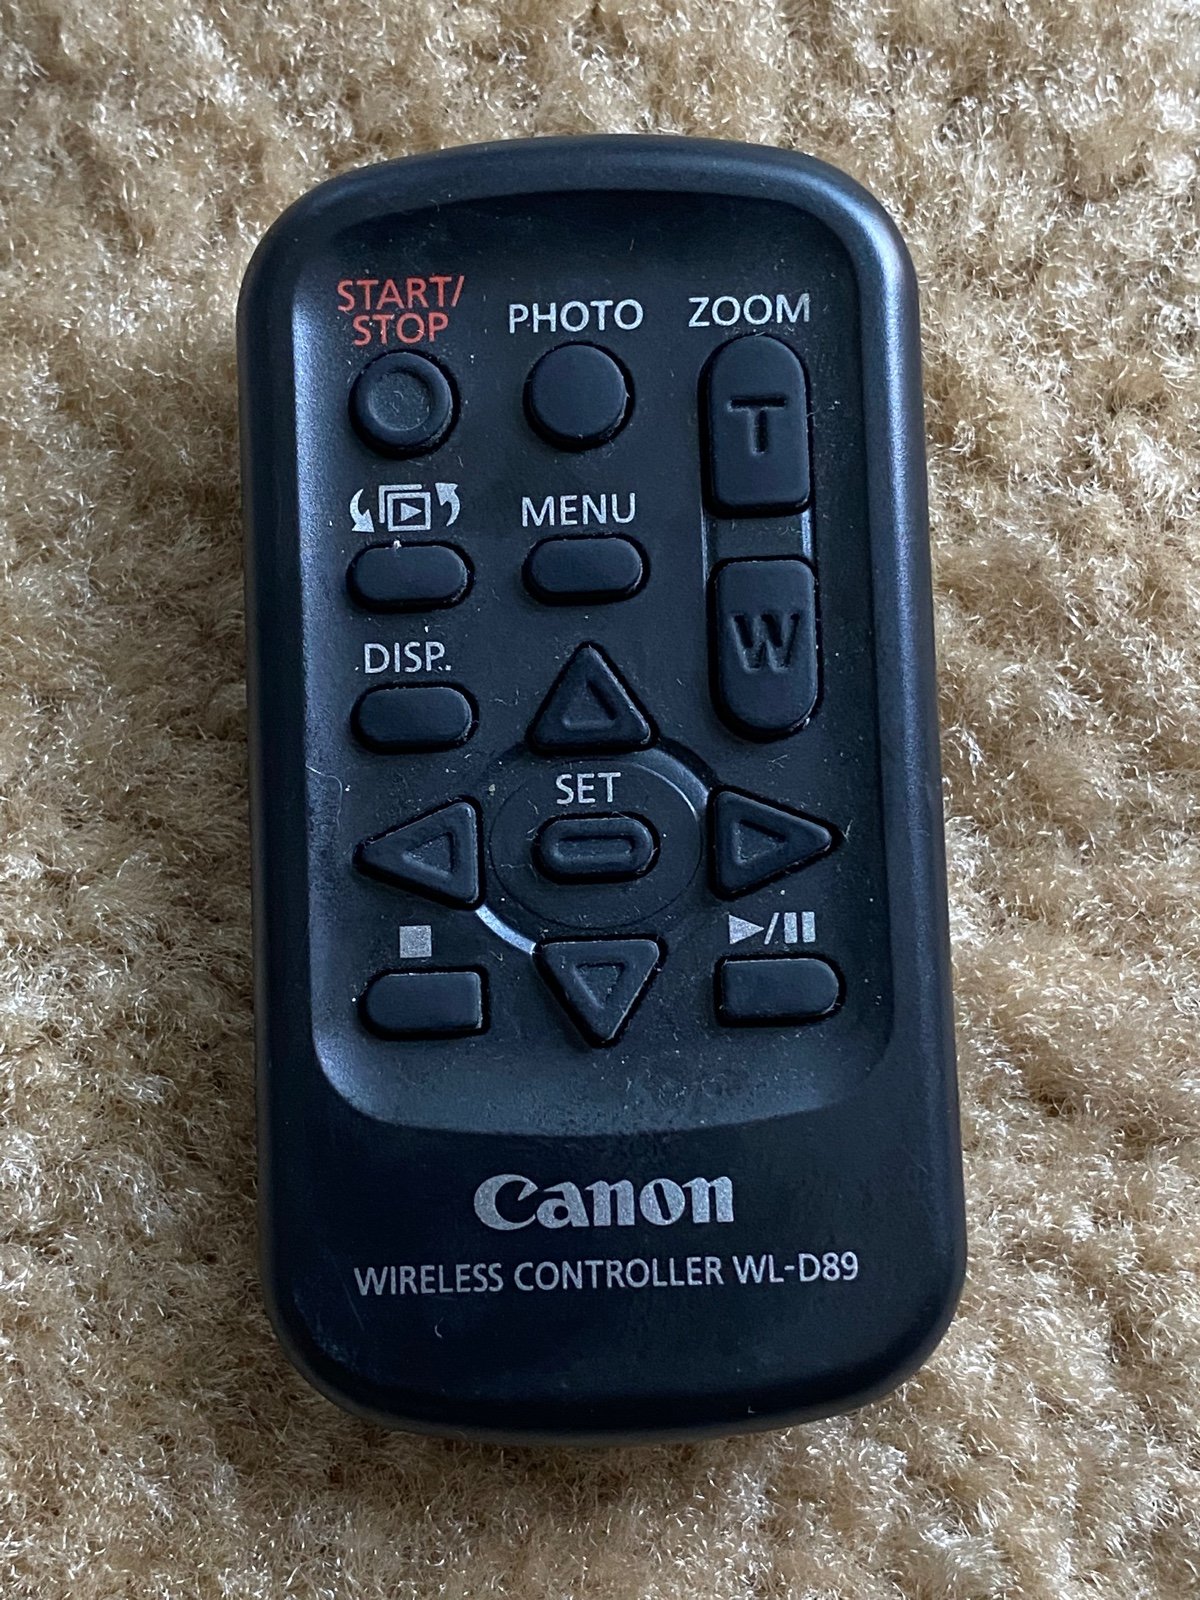 START/
STOP
PHOTO
ZOOM
T
MENU
W
DISP.
SET
Canon
WIRELESS CONTROLLER WL-D89